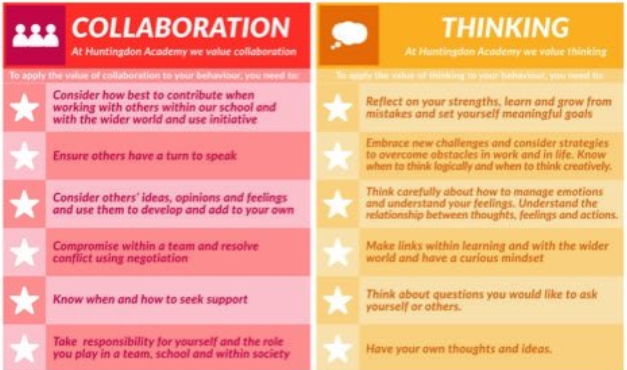 COLLABORATION
At Huntingdon Academy we value collaboration
To apply the value of collaboration to your behaviour, you need to:
Consider how best to contribute when
working with others within our school and
with the wider world and use initiative
Ensure others have a turn to speak
Consider others' ideas, opinions and feelings
and use them to develop and add to your own
Compromise within a team and resolve
conflict using negotiation
Know when and how to seek support
Take responsibility for yourself and the role
you play in a team, school and within society
THINKING
At Huntingdon Academy we value thinking
To apply the value of thinking to your behaviour, you need to:
Reflect on your strengths, learn and grow from
mistakes and set yourself meaningful goals
Embrace new challenges and consider strategies
to overcome obstacles in work and in life. Know
when to think logically and when to think creatively.
Think carefully about how to manage emotions
and understand your feelings. Understand the
relationship between thoughts, feelings and actions.
Make links within learning and with the wider
world and have a curious mindset
Think about questions you would like to ask
yourself or others.
Have your own thoughts and ideas.